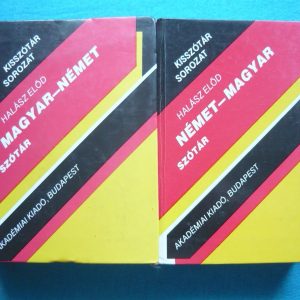 KISSZÓTÁR
SOROZAT
HALÁSZ ELŐD
MAGYAR–NÉMET
SZÓTÁR
AKADÉMIAI KIADÓ, BUDAPEST
KISSZÓTÁR
SOROZAT
HALÁSZ ELŐD
NÉMET–MAGYAR
SZÓTÁR
AKADÉMIAI KIADÓ, BUDAPEST